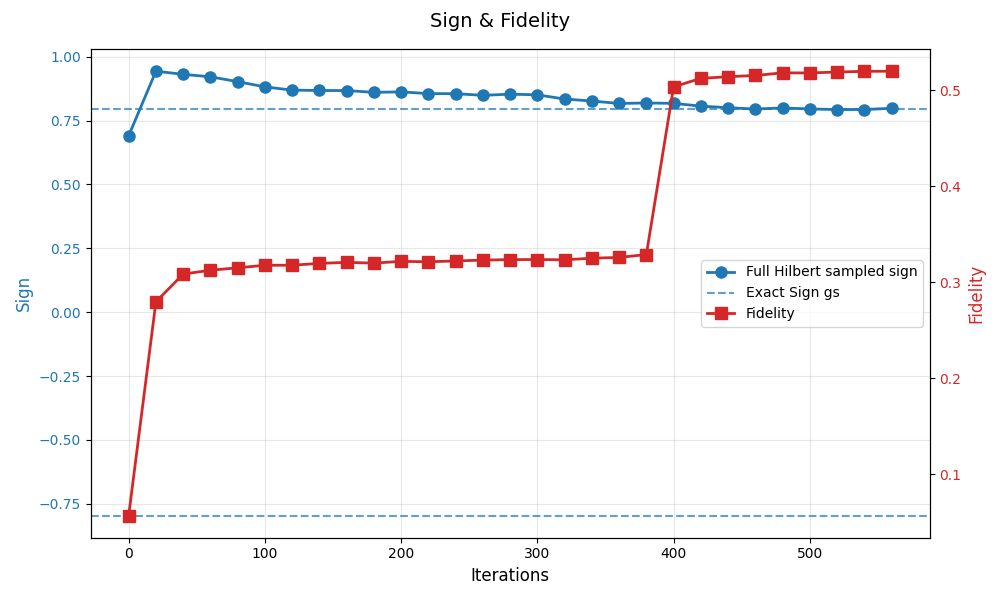 Sign & Fidelity
1.00
0.75
0.50
0.25
0.00
−0.25
−0.50
−0.75
Sign
0.5
0.4
0.3
0.2
0.1
Fidelity
Full Hilbert sampled sign
Exact Sign gs
Fidelity
0
100
200
300
400
500
Iterations